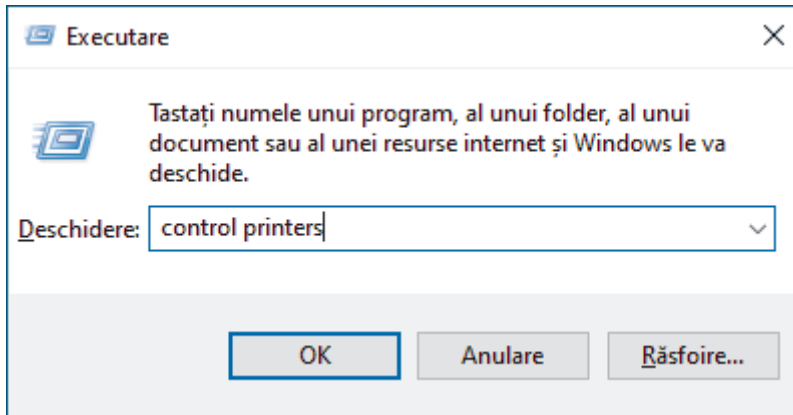 Executare
Tastați numele unui program, al unui folder, al unui
document sau al unei resurse internet și Windows le va
deschide.
Deschidere: control printers
OK Anulare Răsfoire...